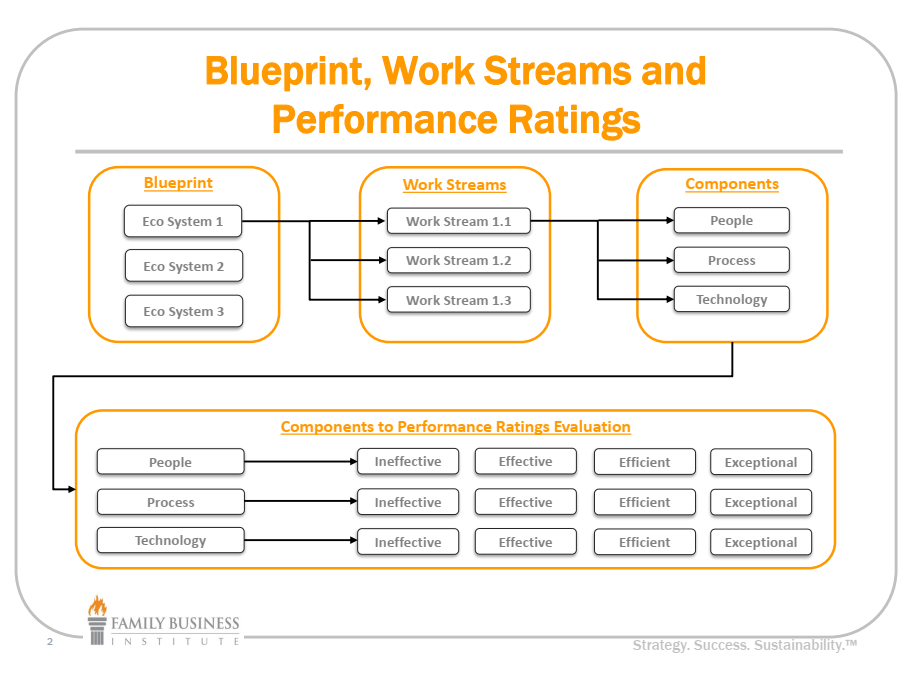 Blueprint, Work Streams and
Performance Ratings
Blueprint
Eco System 1
Eco System 2
Eco System 3
Work Streams
Work Stream 1.1
Work Stream 1.2
Work Stream 1.3
Components
People
Process
Technology
Components to Performance Ratings Evaluation
People Ineffective Effective Efficient Exceptional
Process Ineffective Effective Efficient Exceptional
Technology Ineffective Effective Efficient Exceptional
2
FAMILY BUSINESS
INSTITUTE
Strategy. Success. Sustainability.™